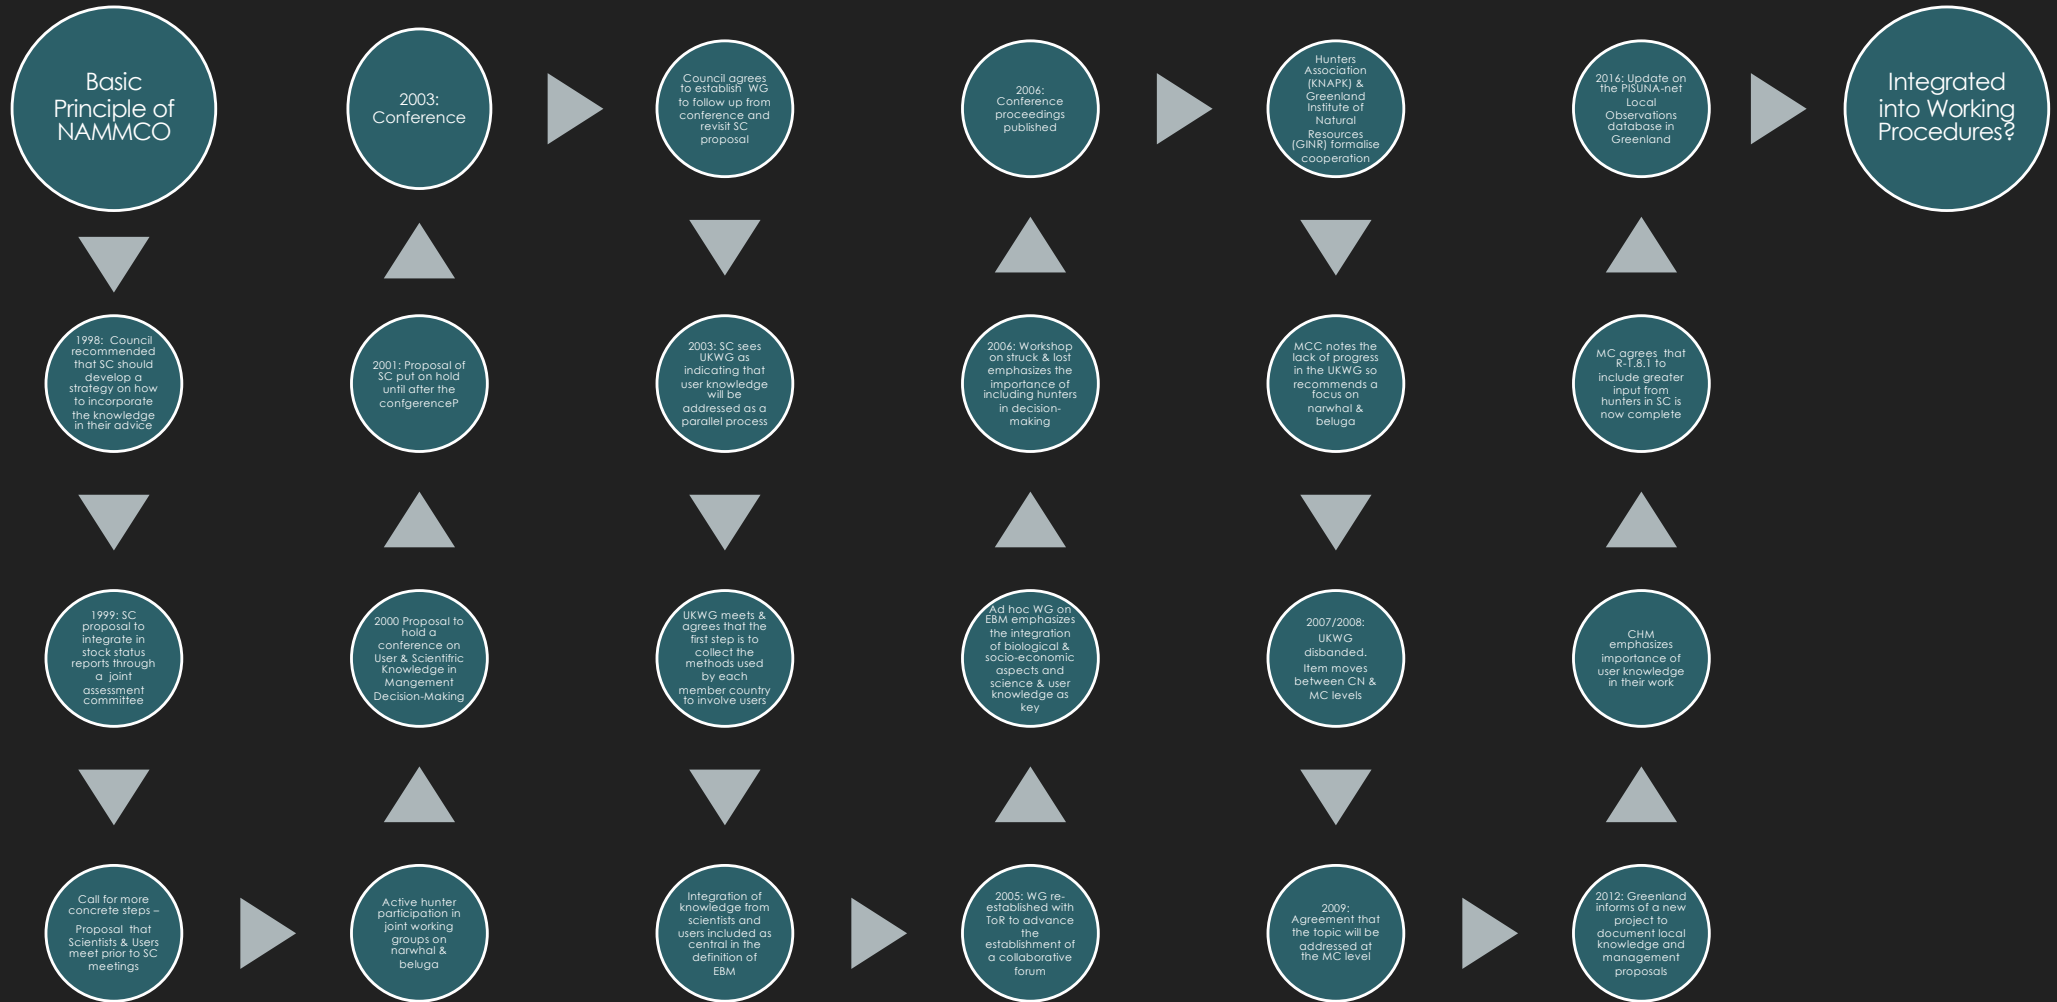 Basic
Principle of
NAMMCO
1998:  Council
recommended
that SC should
develop a
strategy on how
to incorporate
the knowledge
in their advice
1999: SC
proposal to
integrate in
stock status
reports through
a  joint
assessment
committee
Call for more
concrete steps –
Proposal  that
Scientists & Users
meet prior to SC
meetings
Active hunter
participation in
joint working
groups on
narwhal &
beluga
2000 Proposal to
hold a
conference on
User & Scientifric
Knowledge in
Mangement
Decision-Making
2001: Proposal of
SC put on hold
until after the
confgerenceP
2003:
Conference
Council agrees
to establish  WG
to follow up from
conference and
revisit SC
proposal
2003: SC sees
UKWG as
indicating that
user knowledge
will be
addressed as a
parallel process
UKWG meets &
agrees that the
first step is to
collect the
methods used
by each
member country
to involve users
Integration of
knowledge from
scientists and
users included as
central in the
definition of
EBM
2005: WG re-
established with
ToR to advance
the
establishment of
a collaborative
forum
Ad hoc WG on
EBM emphasizes
the integration
of biological &
socio-economic
aspects and
science & user
knowledge as
key
2006: Workshop
on struck & lost
emphasizes the
importance of
including hunters
in decision-
making
2006:
Conference
proceedings
published
Hunters
Association
(KNAPK) &
Greenland
Institute of
Natural
Resources
(GINR) formalise
cooperation
MCC notes the
lack of progress
in the UKWG so
recommends a
focus on
narwhal &
beluga
2007/2008:
UKWG
disbanded.
Item moves
between CN &
MC levels
2009:
Agreement that
the topic will be
addressed at
the MC level
2012: Greenland
informs of a new
project to
document local
knowledge and
management
proposals
CHM
emphasizes
importance of
user knowledge
in their work
MC agrees  that
R-1.8.1 to
include greater
input from
hunters in SC is
now complete
2016: Update on
the PISUNA-net
Local
Observations
database in
Greenland
Integrated
into Working
Procedures?